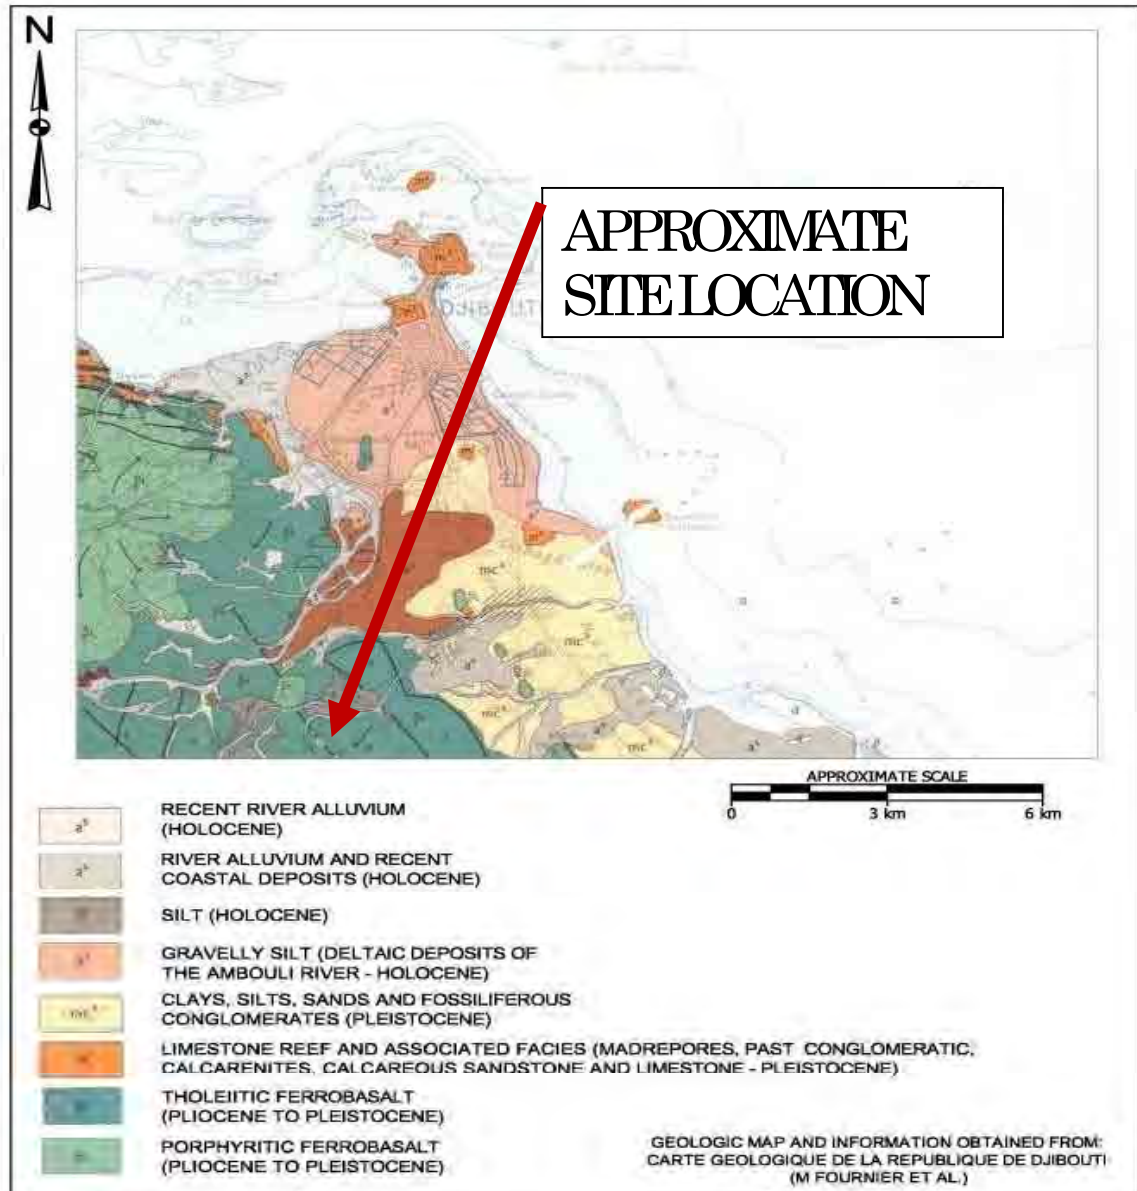 N
APPROXIMATE
SITE LOCATION
mc³
APPROXIMATE SCALE
0 3 km 6 km
RECENT RIVER ALLUVIUM
(HOLOCENE)
RIVER ALLUVIUM AND RECENT
COASTAL DEPOSITS (HOLOCENE)
SILT (HOLOCENE)
GRAVELLY SILT (DELTAIC DEPOSITS OF
THE AMBOULI RIVER - HOLOCENE)
CLAYS, SILTS, SANDS AND FOSSILIFEROUS
CONGLOMERATES (PLEISTOCENE)
LIMESTONE REEF AND ASSOCIATED FACIES (MADREPORES, PAST CONGLOMERATIC,
CALCARENITES, CALCAREOUS SANDSTONE AND LIMESTONE - PLEISTOCENE)
THOLEIITIC FERROBASALT
(PLIOCENE TO PLEISTOCENE)
PORPHYRITIC FERROBASALT
(PLIOCENE TO PLEISTOCENE)
GEOLOGIC MAP AND INFORMATION OBTAINED FROM:
CARTE GEOLOGIQUE DE LA REPUBLIQUE DE DJIBOUTI
(M FOURNIER ET AL.)